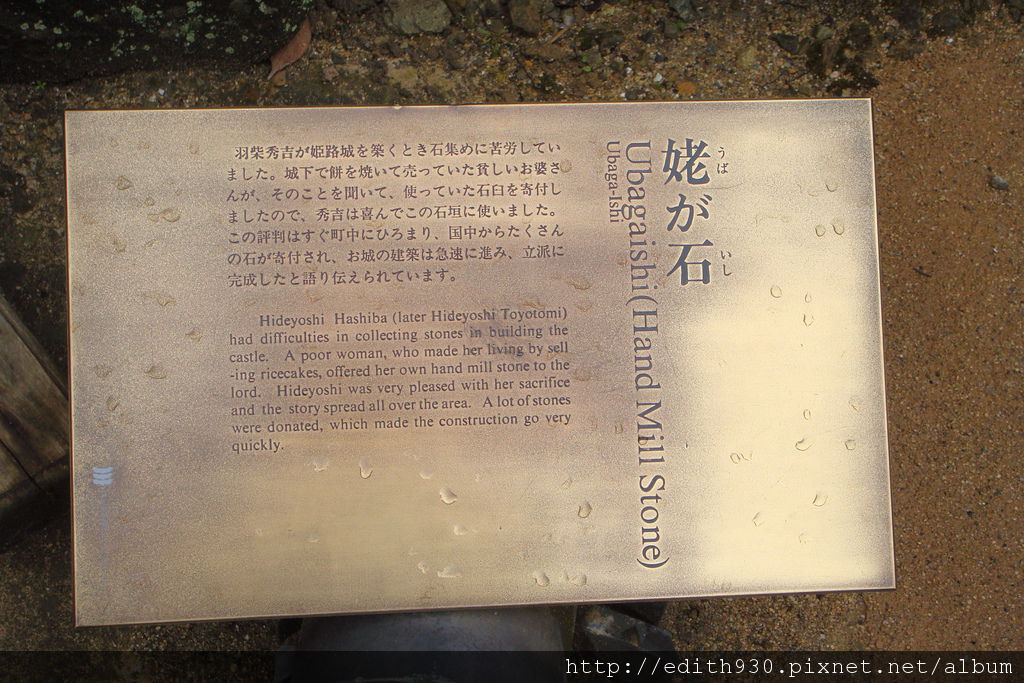 姥が石
うば
いし
Ubagaishi(Hand Mill Stone)
Ubaga-Ishi
羽柴秀吉が姫路城を築くとき石集めに苦労してい
ました。城下で餅を焼いて売っていた貧しいお婆さ
んが、そのことを聞いて、使っていた石臼を寄付し
ましたので、秀吉は喜んでこの石垣に使いました。
この評判はすぐ町中にひろまり、国中からたくさん
の石が寄付され、お城の建築は急速に進み、立派に
完成したと語り伝えられています。
Hideyoshi Hashiba (later Hideyoshi Toyotomi)
had difficulties in collecting stones in building the
castle. A poor woman, who made her living by sell
-ing ricecakes, offered her own hand mill stone to the
lord. Hideyoshi was very pleased with her sacrifice
and the story spread all over the area. A lot of stones
were donated, which made the construction go very
quickly.
http://edith930.pixnet.net/album